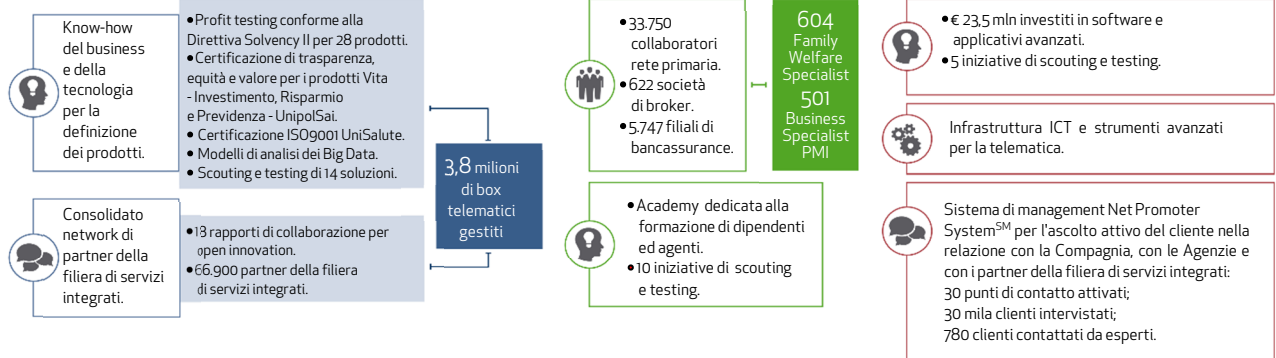 Know-how
del business
e della
tecnologia
per la
definizione
dei prodotti.
•Profit testing conforme alla
Direttiva Solvency II per 28 prodotti.
•Certificazione di trasparenza,
equità e valore per i prodotti Vita
- Investimento, Risparmio
e Previdenza - UnipolSai.
• Certificazione ISO9001 UniSalute.
• Modelli di analisi dei Big Data.
• Scouting e testing di 14 soluzioni.
Consolidato
network di
partner della
filiera di servizi
integrati.
•18 rapporti di collaborazione per
open innovation.
•66.900 partner della filiera
di servizi integrati.
3,8 milioni
di box
telematici
gestiti
•33.750
collaboratori
rete primaria.
•622 società
di broker.
•5.747 filiali di
bancassurance.
604
Family
Welfare
Specialist
501
Business
Specialist
PMI
•Academy dedicata alla
formazione di dipendenti
ed agenti.
•10 iniziative di scouting
e testing.
•€ 23,5 mln investiti in software e
applicativi avanzati.
•5 iniziative di scouting e testing.
Infrastruttura ICT e strumenti avanzati
per la telematica.
Sistema di management Net Promoter
System℠ per l'ascolto attivo del cliente nella
relazione con la Compagnia, con le Agenzie e
con i partner della filiera di servizi integrati:
30 punti di contatto attivati;
30 mila clienti intervistati;
780 clienti contattati da esperti.